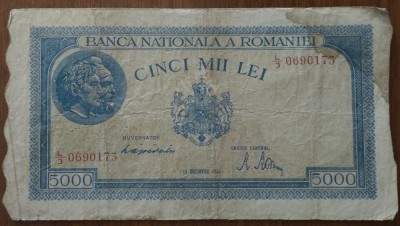 BANCA NATIONALA A ROMANIEI
CINCI MII LEI
0690173
GUVERNATOR
CASIER CENTRAL
0690173
5000
5000